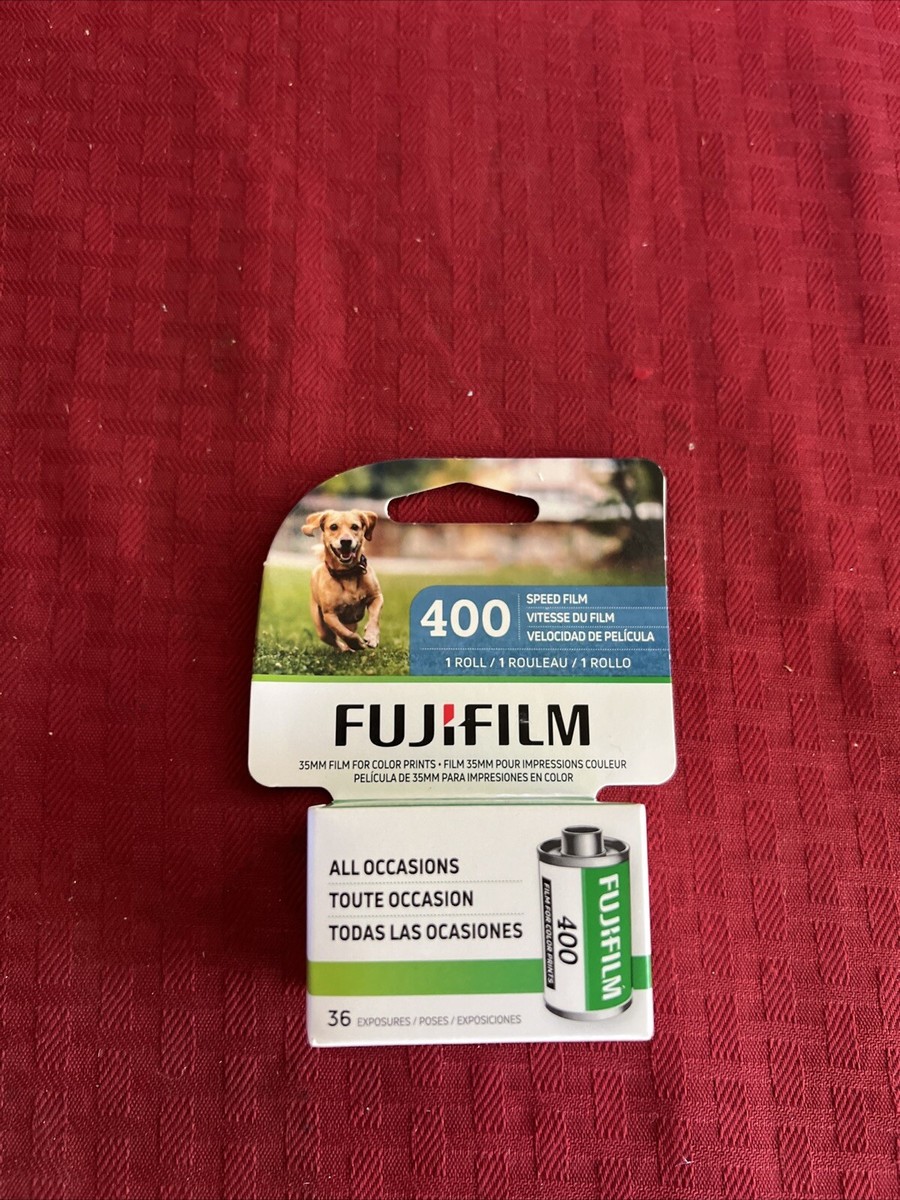 400
SPEED FILM
VITESSE DU FILM
VELOCIDAD DE PELÍCULA
1 ROLL / 1 ROULEAU / 1 ROLLO
FUJIFILM
35MM FILM FOR COLOR PRINTS • FILM 35MM POUR IMPRESSIONS COULEUR
PELÍCULA DE 35MM PARA IMPRESIONES EN COLOR
ALL OCCASIONS
TOUTE OCCASION
TODAS LAS OCASIONES
36 EXPOSURES / POSES / EXPOSICIONES
FUJIFILM
400
FILM FOR COLOR PRINTS